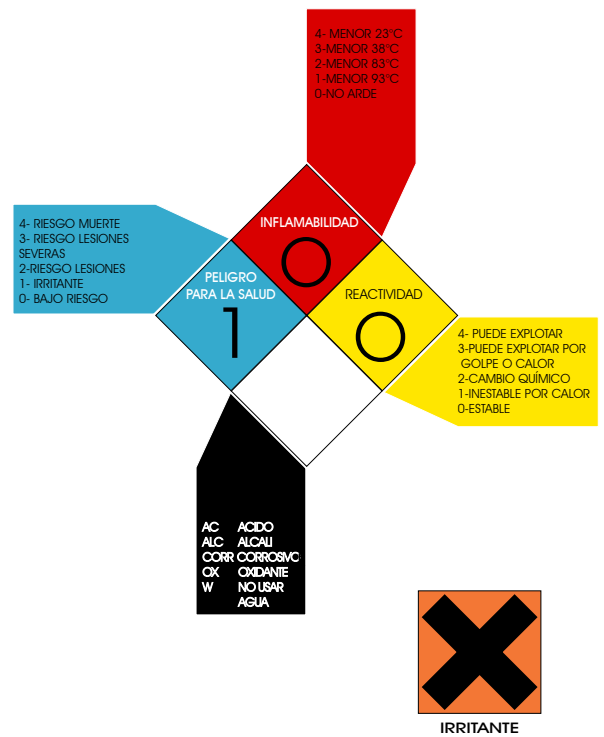 4- MENOR 23°C
3-MENOR 38°C
2-MENOR 83°C
1-MENOR 93°C
0-NO ARDE
INFLAMABILIDAD
0
4- RIESGO MUERTE
3- RIESGO LESIONES
SEVERAS
2-RIESGO LESIONES
1- IRRITANTE
0- BAJO RIESGO
PELIGRO
PARA LA SALUD
1
REACTIVIDAD
0
4- PUEDE EXPLOTAR
3-PUEDE EXPLOTAR POR
GOLPE O CALOR
2-CAMBIO QUÍMICO
1-INESTABLE POR CALOR
0-ESTABLE
AC ACIDO
ALC ALCALI
CORR CORROSIVO
OX OXIDANTE
W NO USAR
AGUA
IRRITANTE